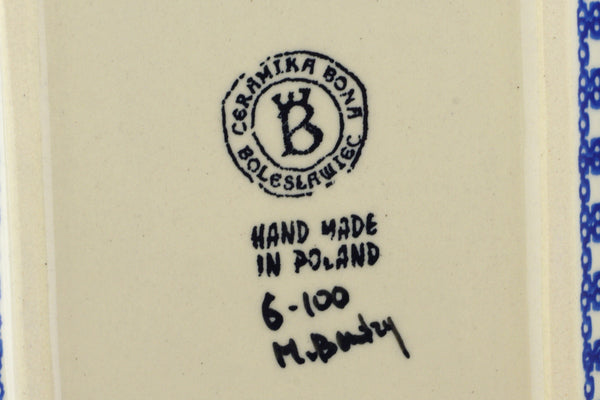 CERAMIKA BONA
B
BOLESŁAWIEC
HAND MADE
IN POLAND
6-100
M.